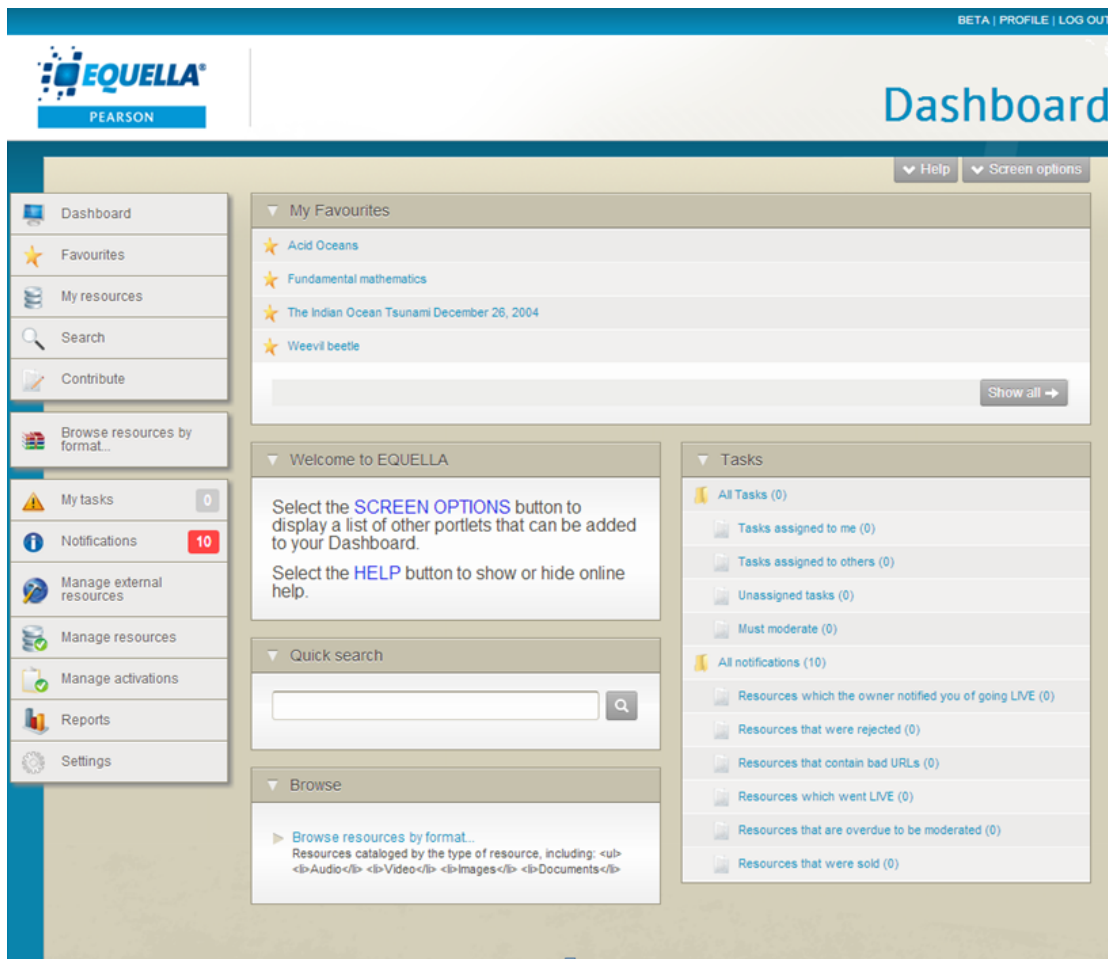 BETA | PROFILE | LOG OUT
EQUELLA®
PEARSON
Dashboard
Help
Screen options
Dashboard
Favourites
My resources
Search
Contribute
Browse resources by
format...
My tasks
0
Notifications
10
Manage external
resources
Manage resources
Manage activations
Reports
Settings
My Favourites
Acid Oceans
Fundamental mathematics
The Indian Ocean Tsunami December 26, 2004
Weevil beetle
Show all
Welcome to EQUELLA
Select the SCREEN OPTIONS button to
display a list of other portlets that can be added
to your Dashboard.
Select the HELP button to show or hide online
help.
Quick search
Browse
Browse resources by format...
Resources cataloged by the type of resource, including: <ul>
<li>Audio</li> <li>Video</li> <li>Images</li> <li>Documents</li>
Tasks
All Tasks (0)
Tasks assigned to me (0)
Tasks assigned to others (0)
Unassigned tasks (0)
Must moderate (0)
All notifications (10)
Resources which the owner notified you of going LIVE (0)
Resources that were rejected (0)
Resources that contain bad URLs (0)
Resources which went LIVE (0)
Resources that are overdue to be moderated (0)
Resources that were sold (0)